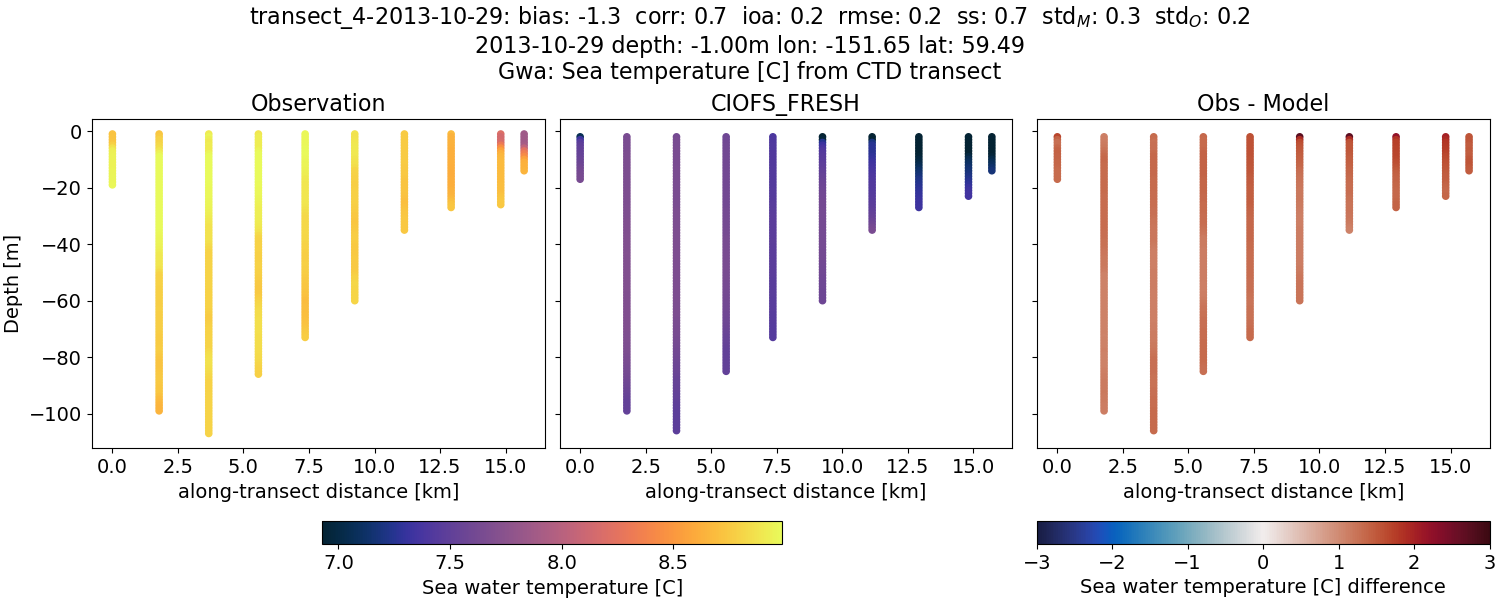 transect_4-2013-10-29: bias: -1.3 corr: 0.7 ioa: 0.2 rmse: 0.2 ss: 0.7 std_M: 0.3 std_O: 0.2
2013-10-29 depth: -1.00m lon: -151.65 lat: 59.49
Gwa: Sea temperature [C] from CTD transect
Observation
CIOFS_FRESH
Obs - Model
Depth [m]
0
−20
−40
−60
−80
−100
0.0 2.5 5.0 7.5 10.0 12.5 15.0
0.0 2.5 5.0 7.5 10.0 12.5 15.0
0.0 2.5 5.0 7.5 10.0 12.5 15.0
along-transect distance [km]
along-transect distance [km]
along-transect distance [km]
7.0 7.5 8.0 8.5
Sea water temperature [C]
−3 −2 −1 0 1 2 3
Sea water temperature [C] difference